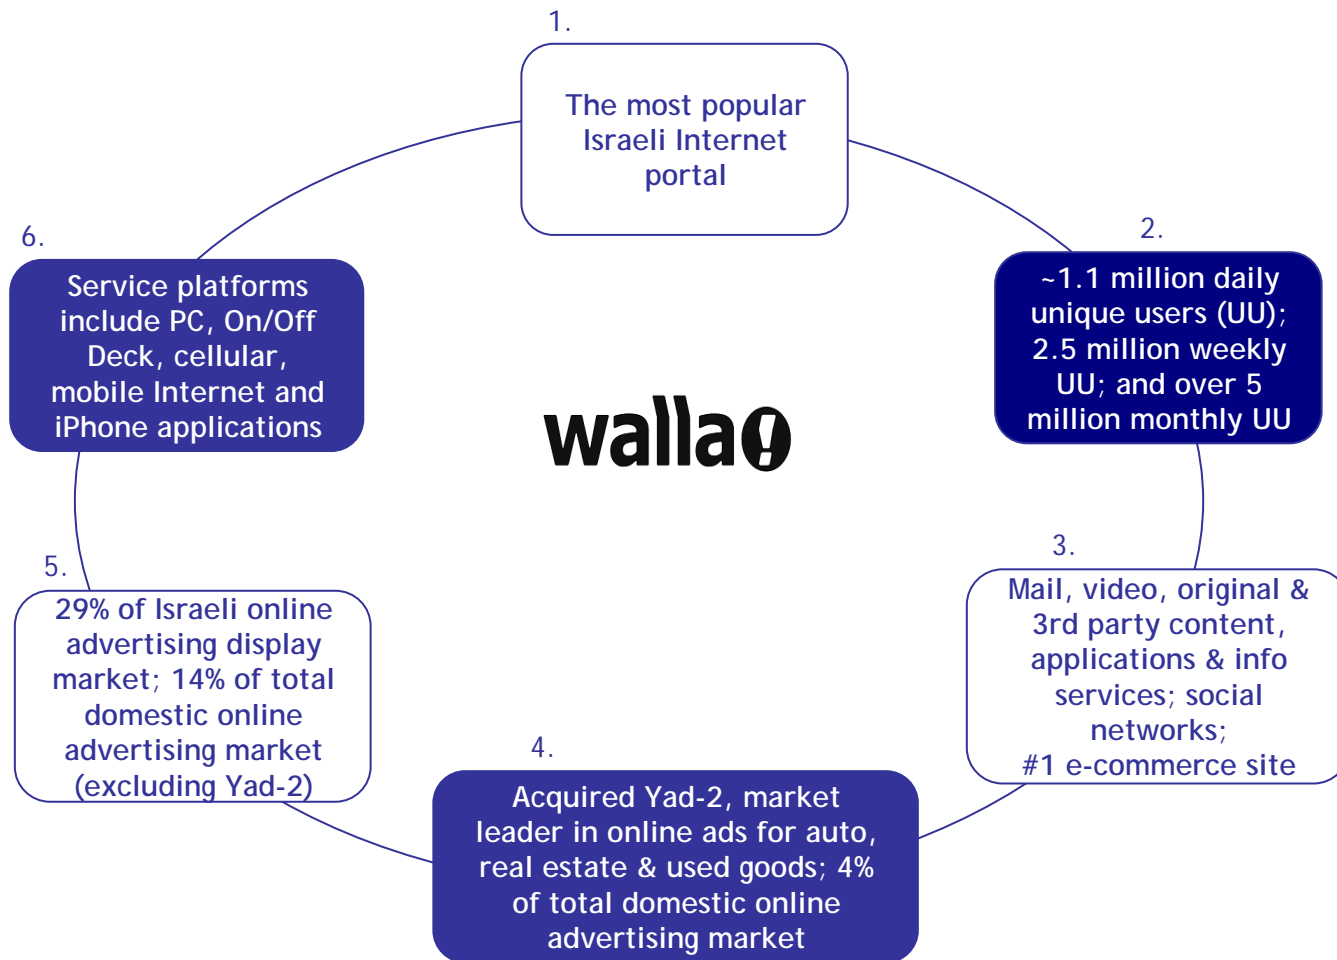 1.
The most popular
Israeli Internet
portal
2.
~1.1 million daily
unique users (UU);
2.5 million weekly
UU; and over 5
million monthly UU
3.
Mail, video, original &
3rd party content,
applications & info
services; social
networks;
#1 e-commerce site
4.
Acquired Yad-2, market
leader in online ads for auto,
real estate & used goods; 4%
of total domestic online
advertising market
5.
29% of Israeli online
advertising display
market; 14% of total
domestic online
advertising market
(excluding Yad-2)
6.
Service platforms
include PC, On/Off
Deck, cellular,
mobile Internet and
iPhone applications
walla!